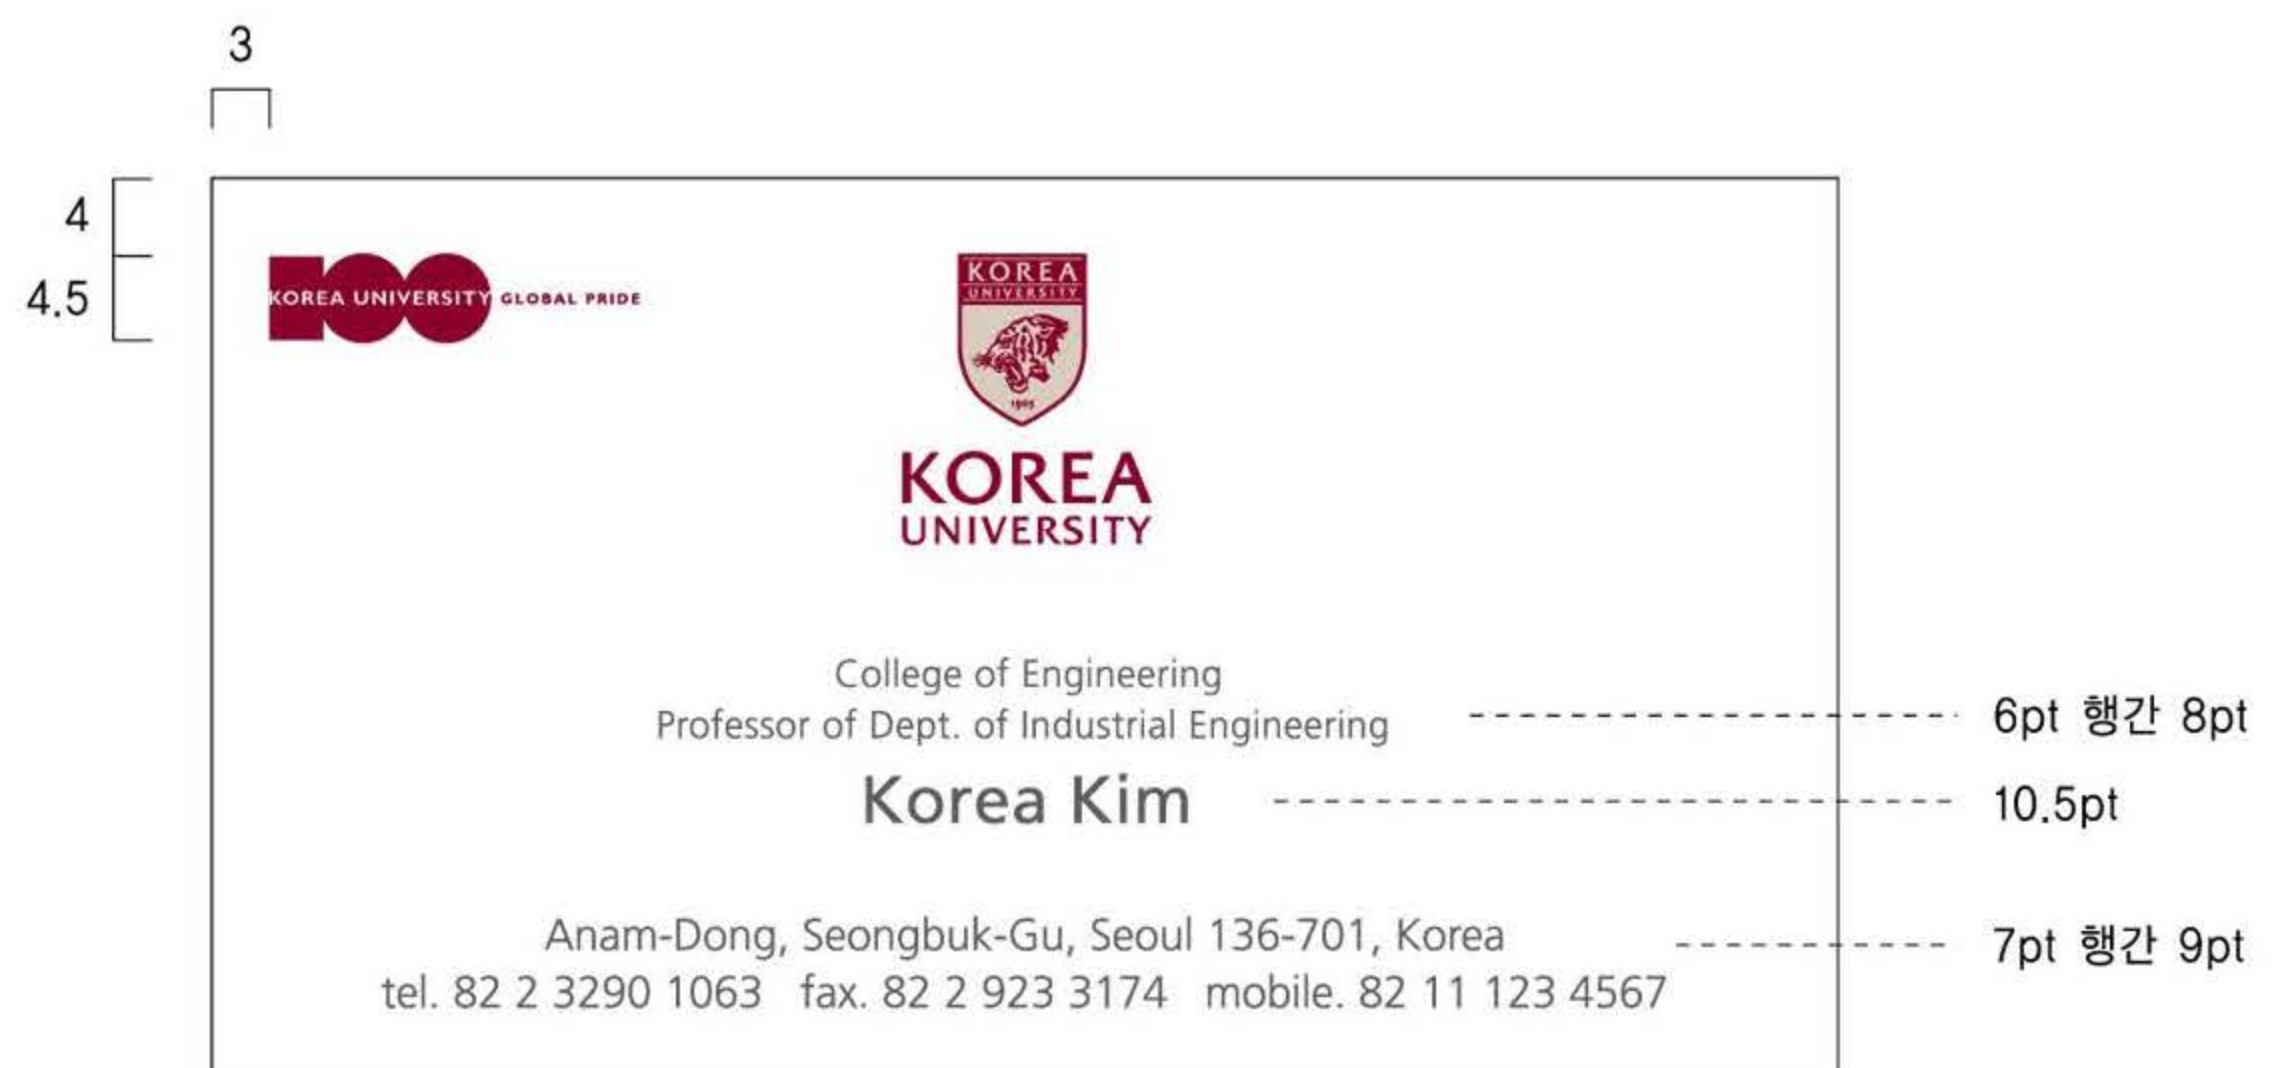 3
4
4.5
KOREA UNIVERSITY GLOBAL PRIDE
KOREA
UNIVERSITY
1905
KOREA
UNIVERSITY
College of Engineering
Professor of Dept. of Industrial Engineering
6pt 행간 8pt
Korea Kim
10.5pt
Anam-Dong, Seongbuk-Gu, Seoul 136-701, Korea
7pt 행간 9pt
tel. 82 2 3290 1063 fax. 82 2 923 3174 mobile. 82 11 123 4567